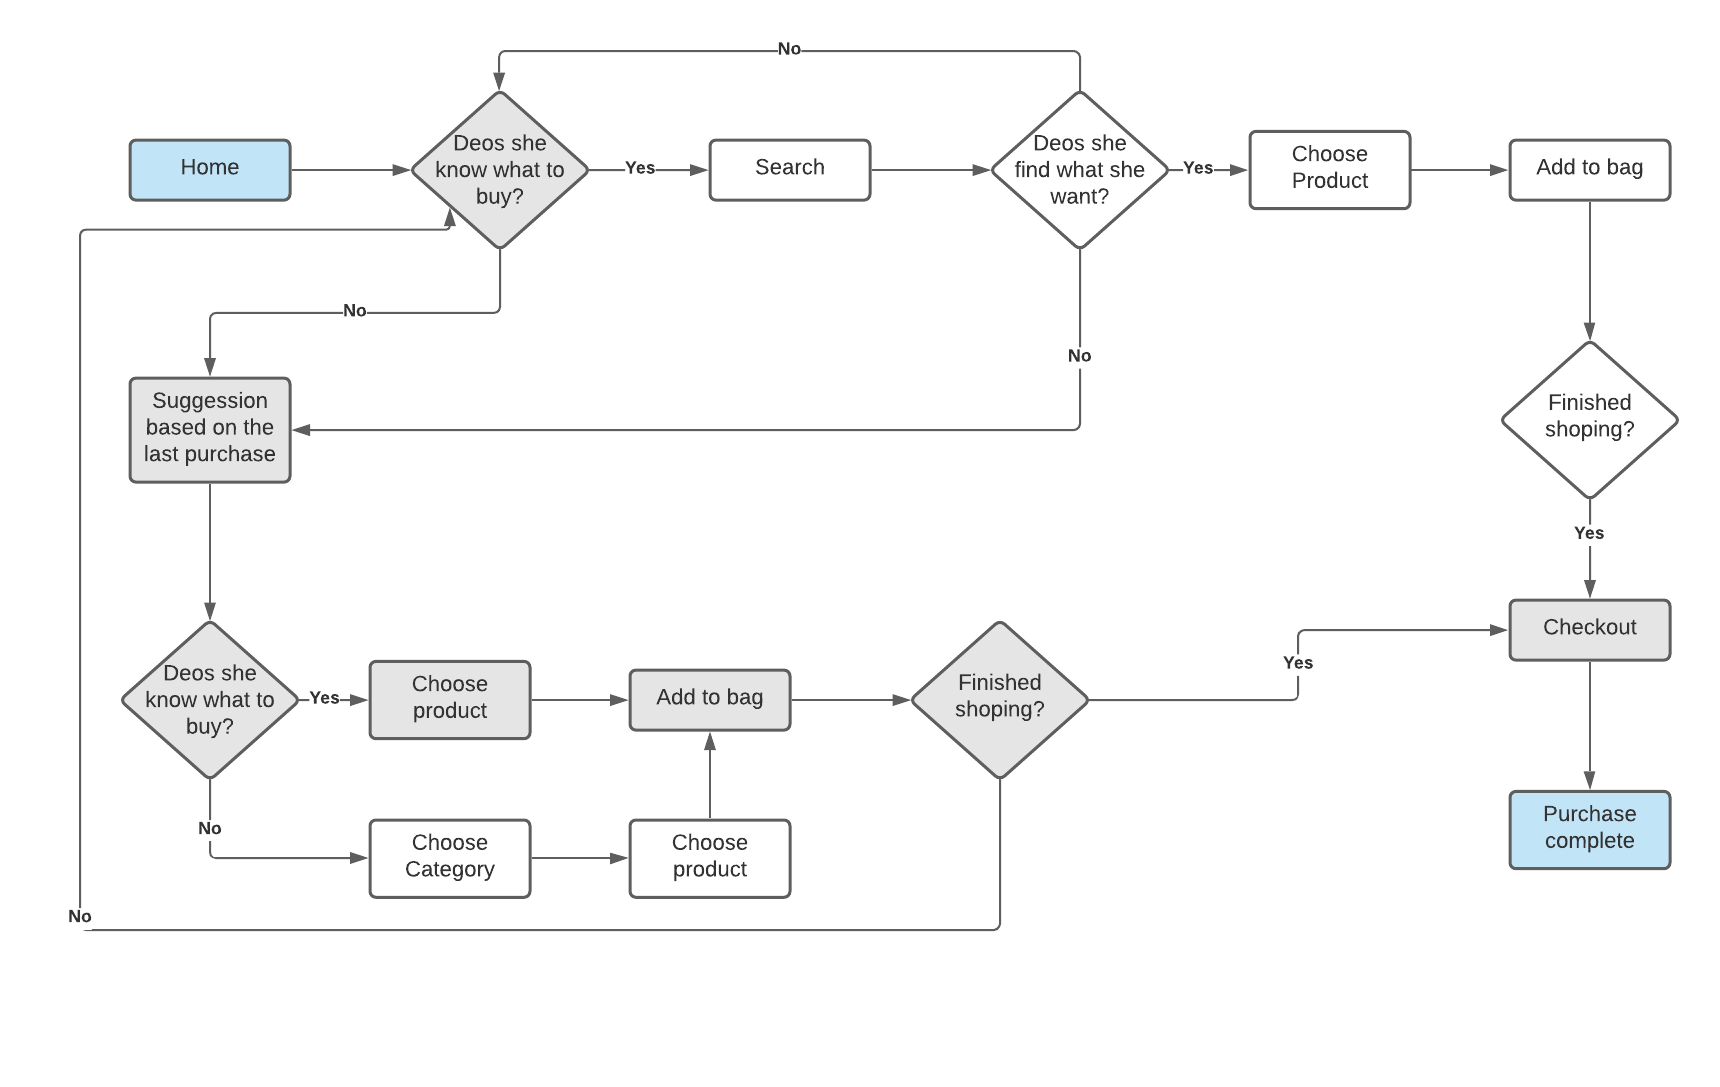 No
Home
Deos she
know what to
buy?
Yes
Search
Deos she
find what she
want?
Yes
Choose
Product
Add to bag
No
No
Suggession
based on the
last purchase
Finished
shoping?
Yes
Checkout
Deos she
know what to
buy?
Yes
Choose
product
Add to bag
Finished
shoping?
Yes
No
Choose
Category
Choose
product
Purchase
complete
No